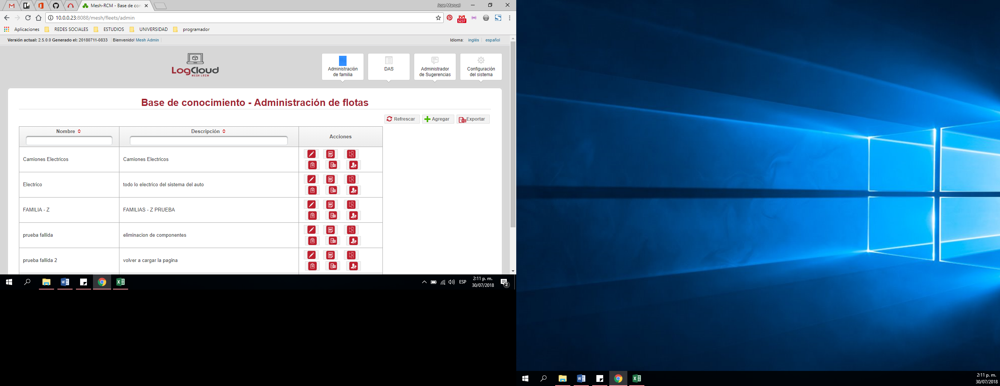 Mesh-RCM - Base de con
Jose Manuel
10.0.0.23:8088/mesh/fleets/admin
5237
Aplicaciones REDES SOCIALES ESTUDIOS UNIVERSIDAD programador
Versión actual: 2.5.0.0 Generado el: 20180711-0833 Bienvenido! Mesh Admin
Idioma: inglés español
LogCloud
MESH LRCM
Administración
de familia
DAS
Administrador
de Sugerencias
Configuración
del sistema
Base de conocimiento - Administración de flotas
Refrescar Agregar Exportar
Nombre Descripción Acciones
Camiones Electricos Camiones Electricos
Electrico todo lo electrico del sistema del auto
FAMILIA - Z FAMILIAS - Z PRUEBA
prueba fallida eliminacion de componentes
prueba fallida 2 volver a cargar la pagina
ESP
2:11 p. m.
30/07/2018
2
2:11 p. m.
30/07/2018